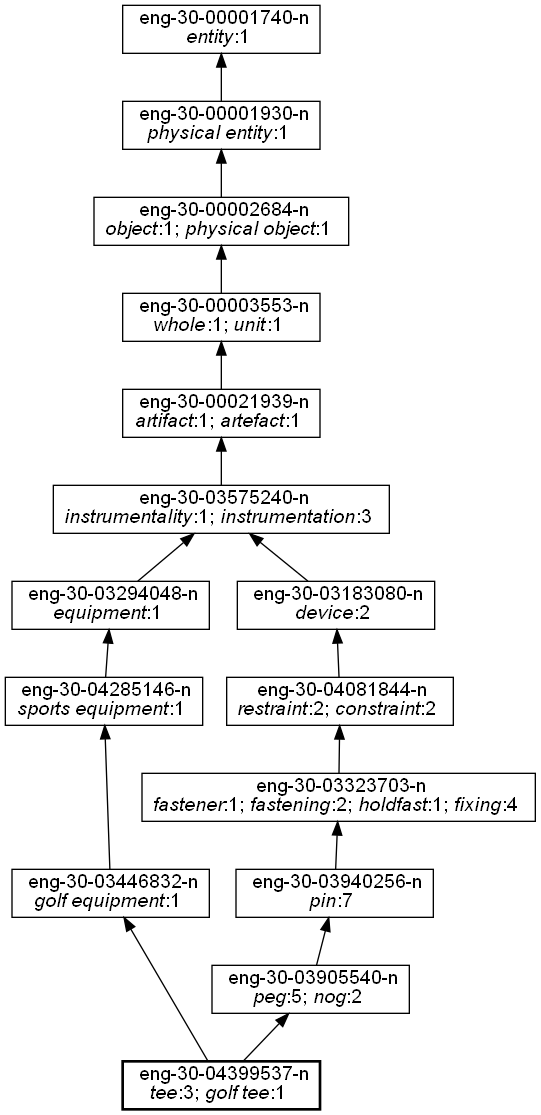 eng-30-00001740-n
entity:1
eng-30-00001930-n
physical entity:1
eng-30-00002684-n
object:1; physical object:1
eng-30-00003553-n
whole:1; unit:1
eng-30-00021939-n
artifact:1; artefact:1
eng-30-03575240-n
instrumentality:1; instrumentation:3
eng-30-03294048-n
equipment:1
eng-30-03183080-n
device:2
eng-30-04285146-n
sports equipment:1
eng-30-04081844-n
restraint:2; constraint:2
eng-30-03323703-n
fastener:1; fastening:2; holdfast:1; fixing:4
eng-30-03446832-n
golf equipment:1
eng-30-03940256-n
pin:7
eng-30-03905540-n
peg:5; nog:2
eng-30-04399537-n
tee:3; golf tee:1